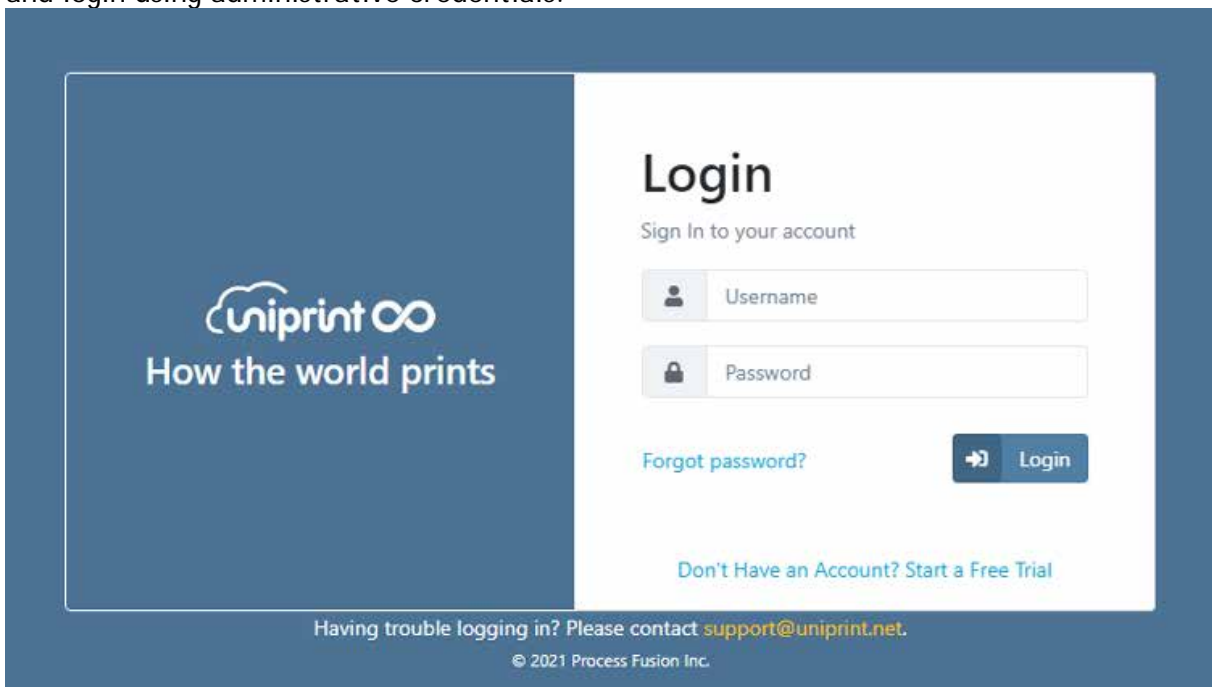 and login using administrative credentials.
uniprint
How the world prints
Login
Sign In to your account
Username
Password
Forgot password?
Login
Don't Have an Account? Start a Free Trial
Having trouble logging in? Please contact support@uniprint.net.
© 2021 Process Fusion Inc.